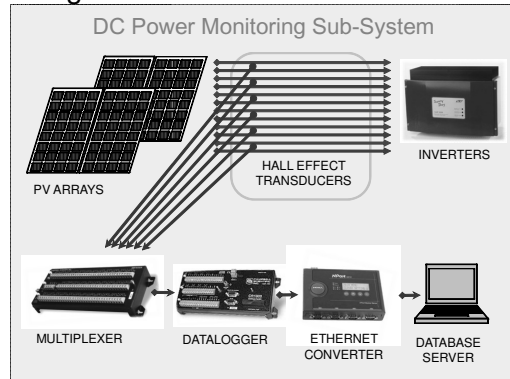 DC Power Monitoring Sub-System
PV ARRAYS
HALL EFFECT
TRANSDUCERS
INVERTERS
MULTIPLEXER
DATALOGGER
ETHERNET
CONVERTER
DATABASE
SERVER